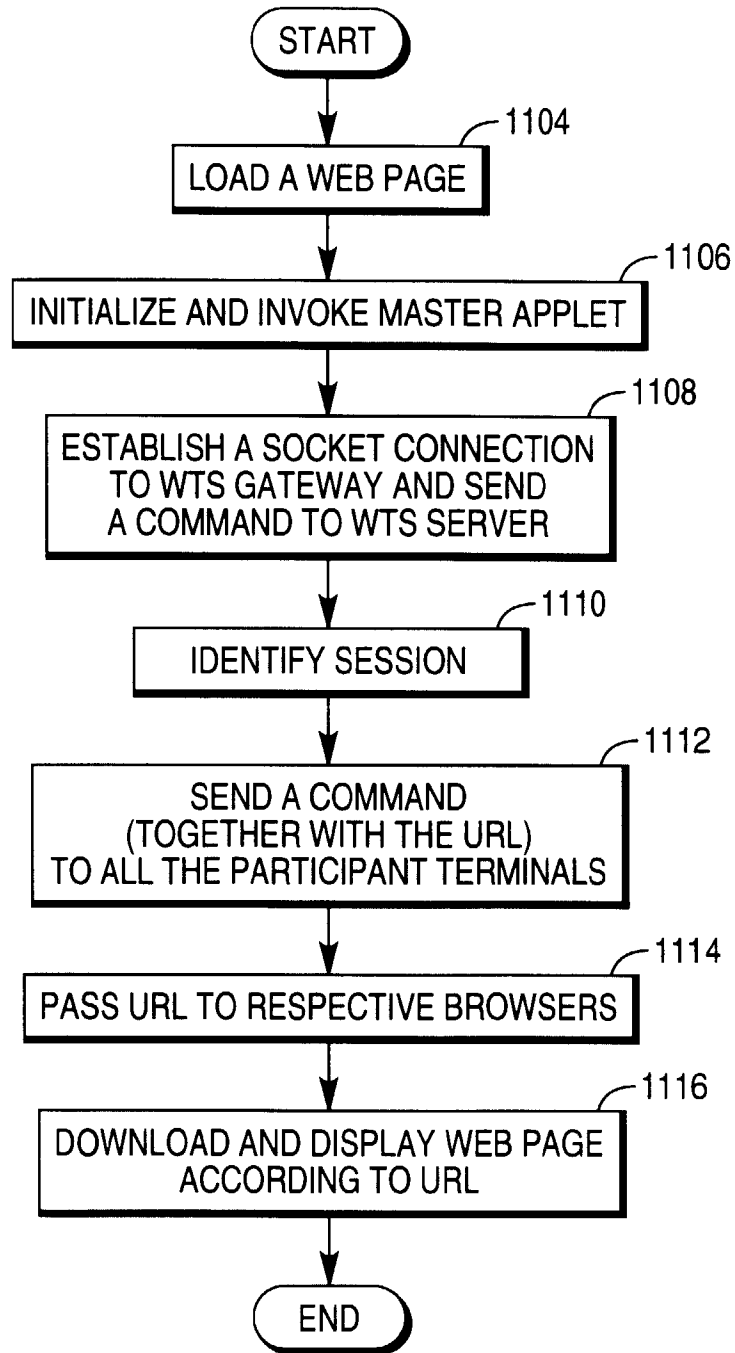 START
1104
LOAD A WEB PAGE
1106
INITIALIZE AND INVOKE MASTER APPLET
1108
ESTABLISH A SOCKET CONNECTION
TO WTS GATEWAY AND SEND
A COMMAND TO WTS SERVER
1110
IDENTIFY SESSION
1112
SEND A COMMAND
(TOGETHER WITH THE URL)
TO ALL THE PARTICIPANT TERMINALS
1114
PASS URL TO RESPECTIVE BROWSERS
1116
DOWNLOAD AND DISPLAY WEB PAGE
ACCORDING TO URL
END